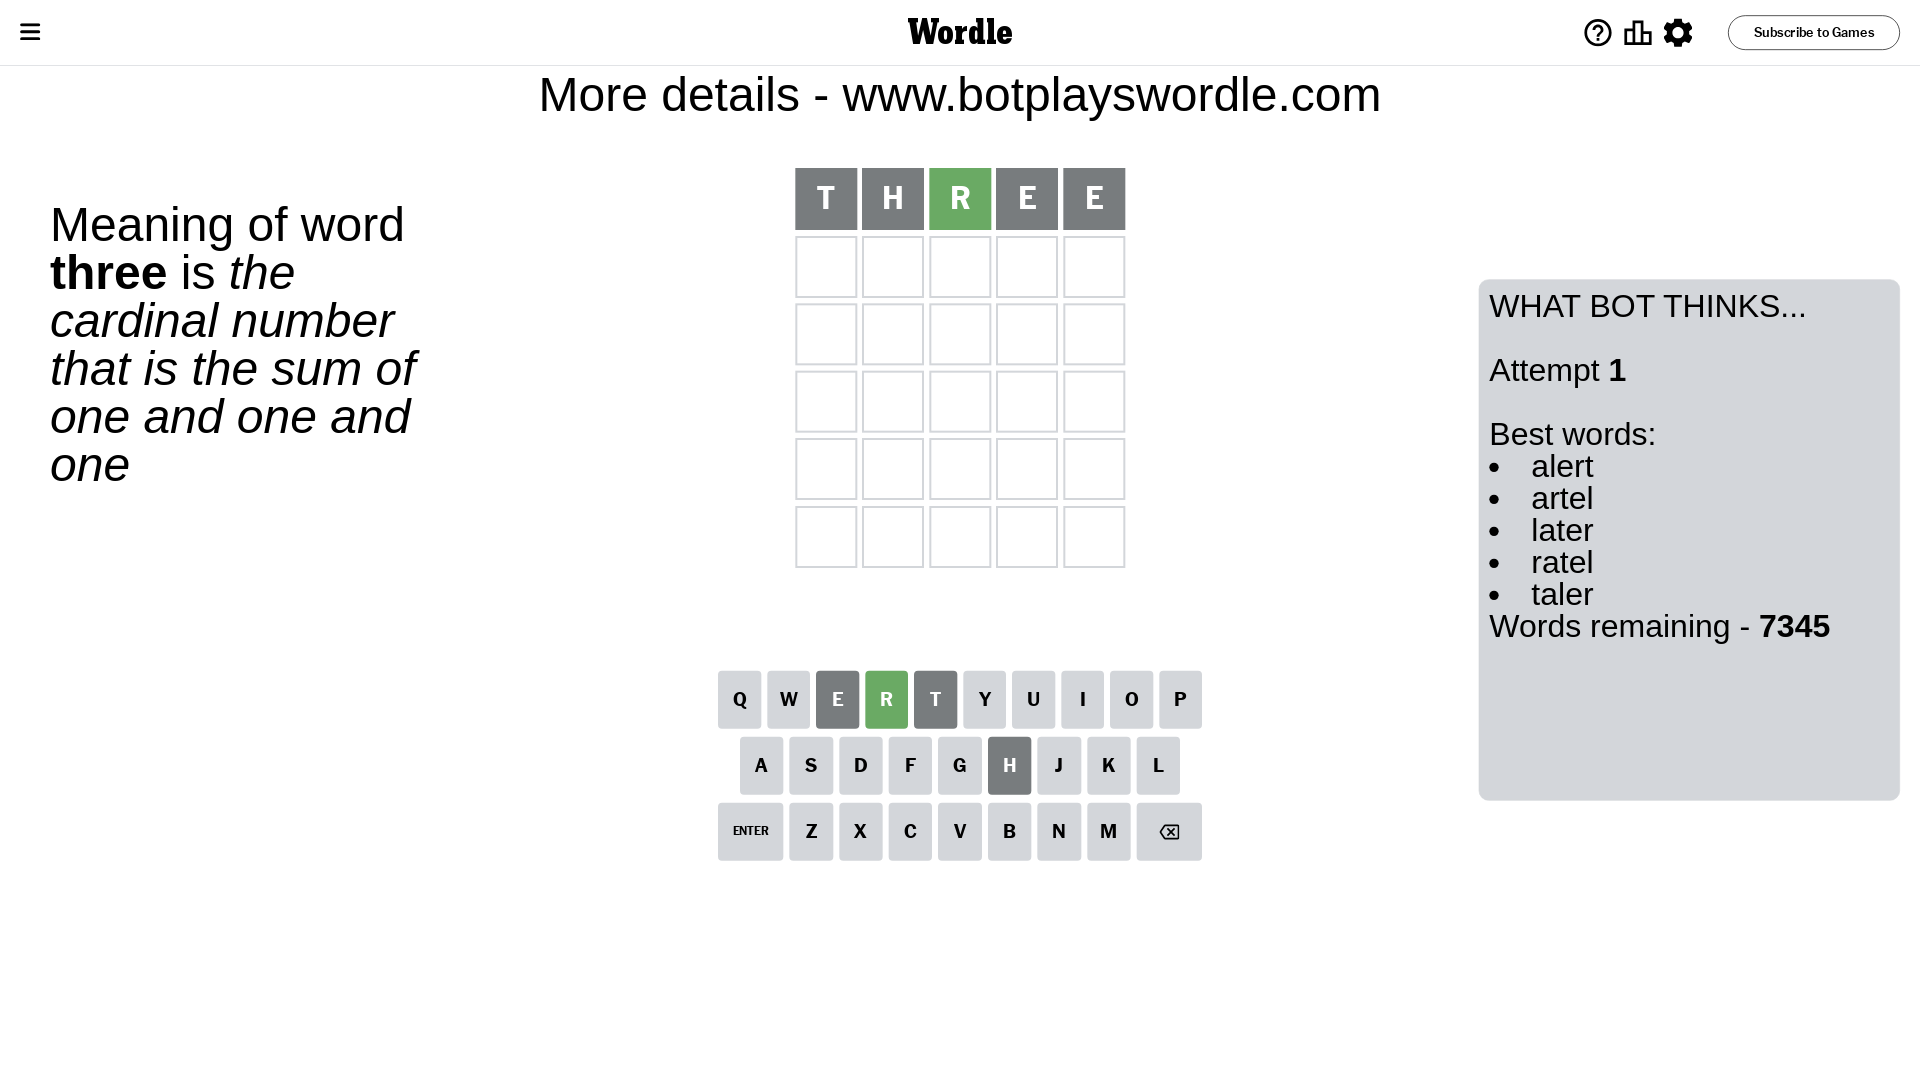 Wordle
Subscribe to Games
More details - www.botplayswordle.com
Meaning of word
three is the
cardinal number
that is the sum of
one and one and
one
T H R E E
WHAT BOT THINKS...
Attempt 1
Best words:
• alert
• artel
• later
• ratel
• taler
Words remaining - 7345
Q W E R T Y U I O P
A S D F G H J K L
ENTER Z X C V B N M